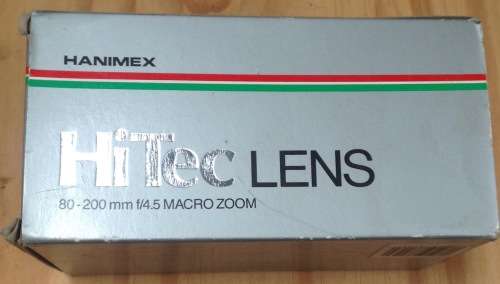 HANIMEX
HiTec LENS
80-200 mm f/4.5 MACRO ZOOM